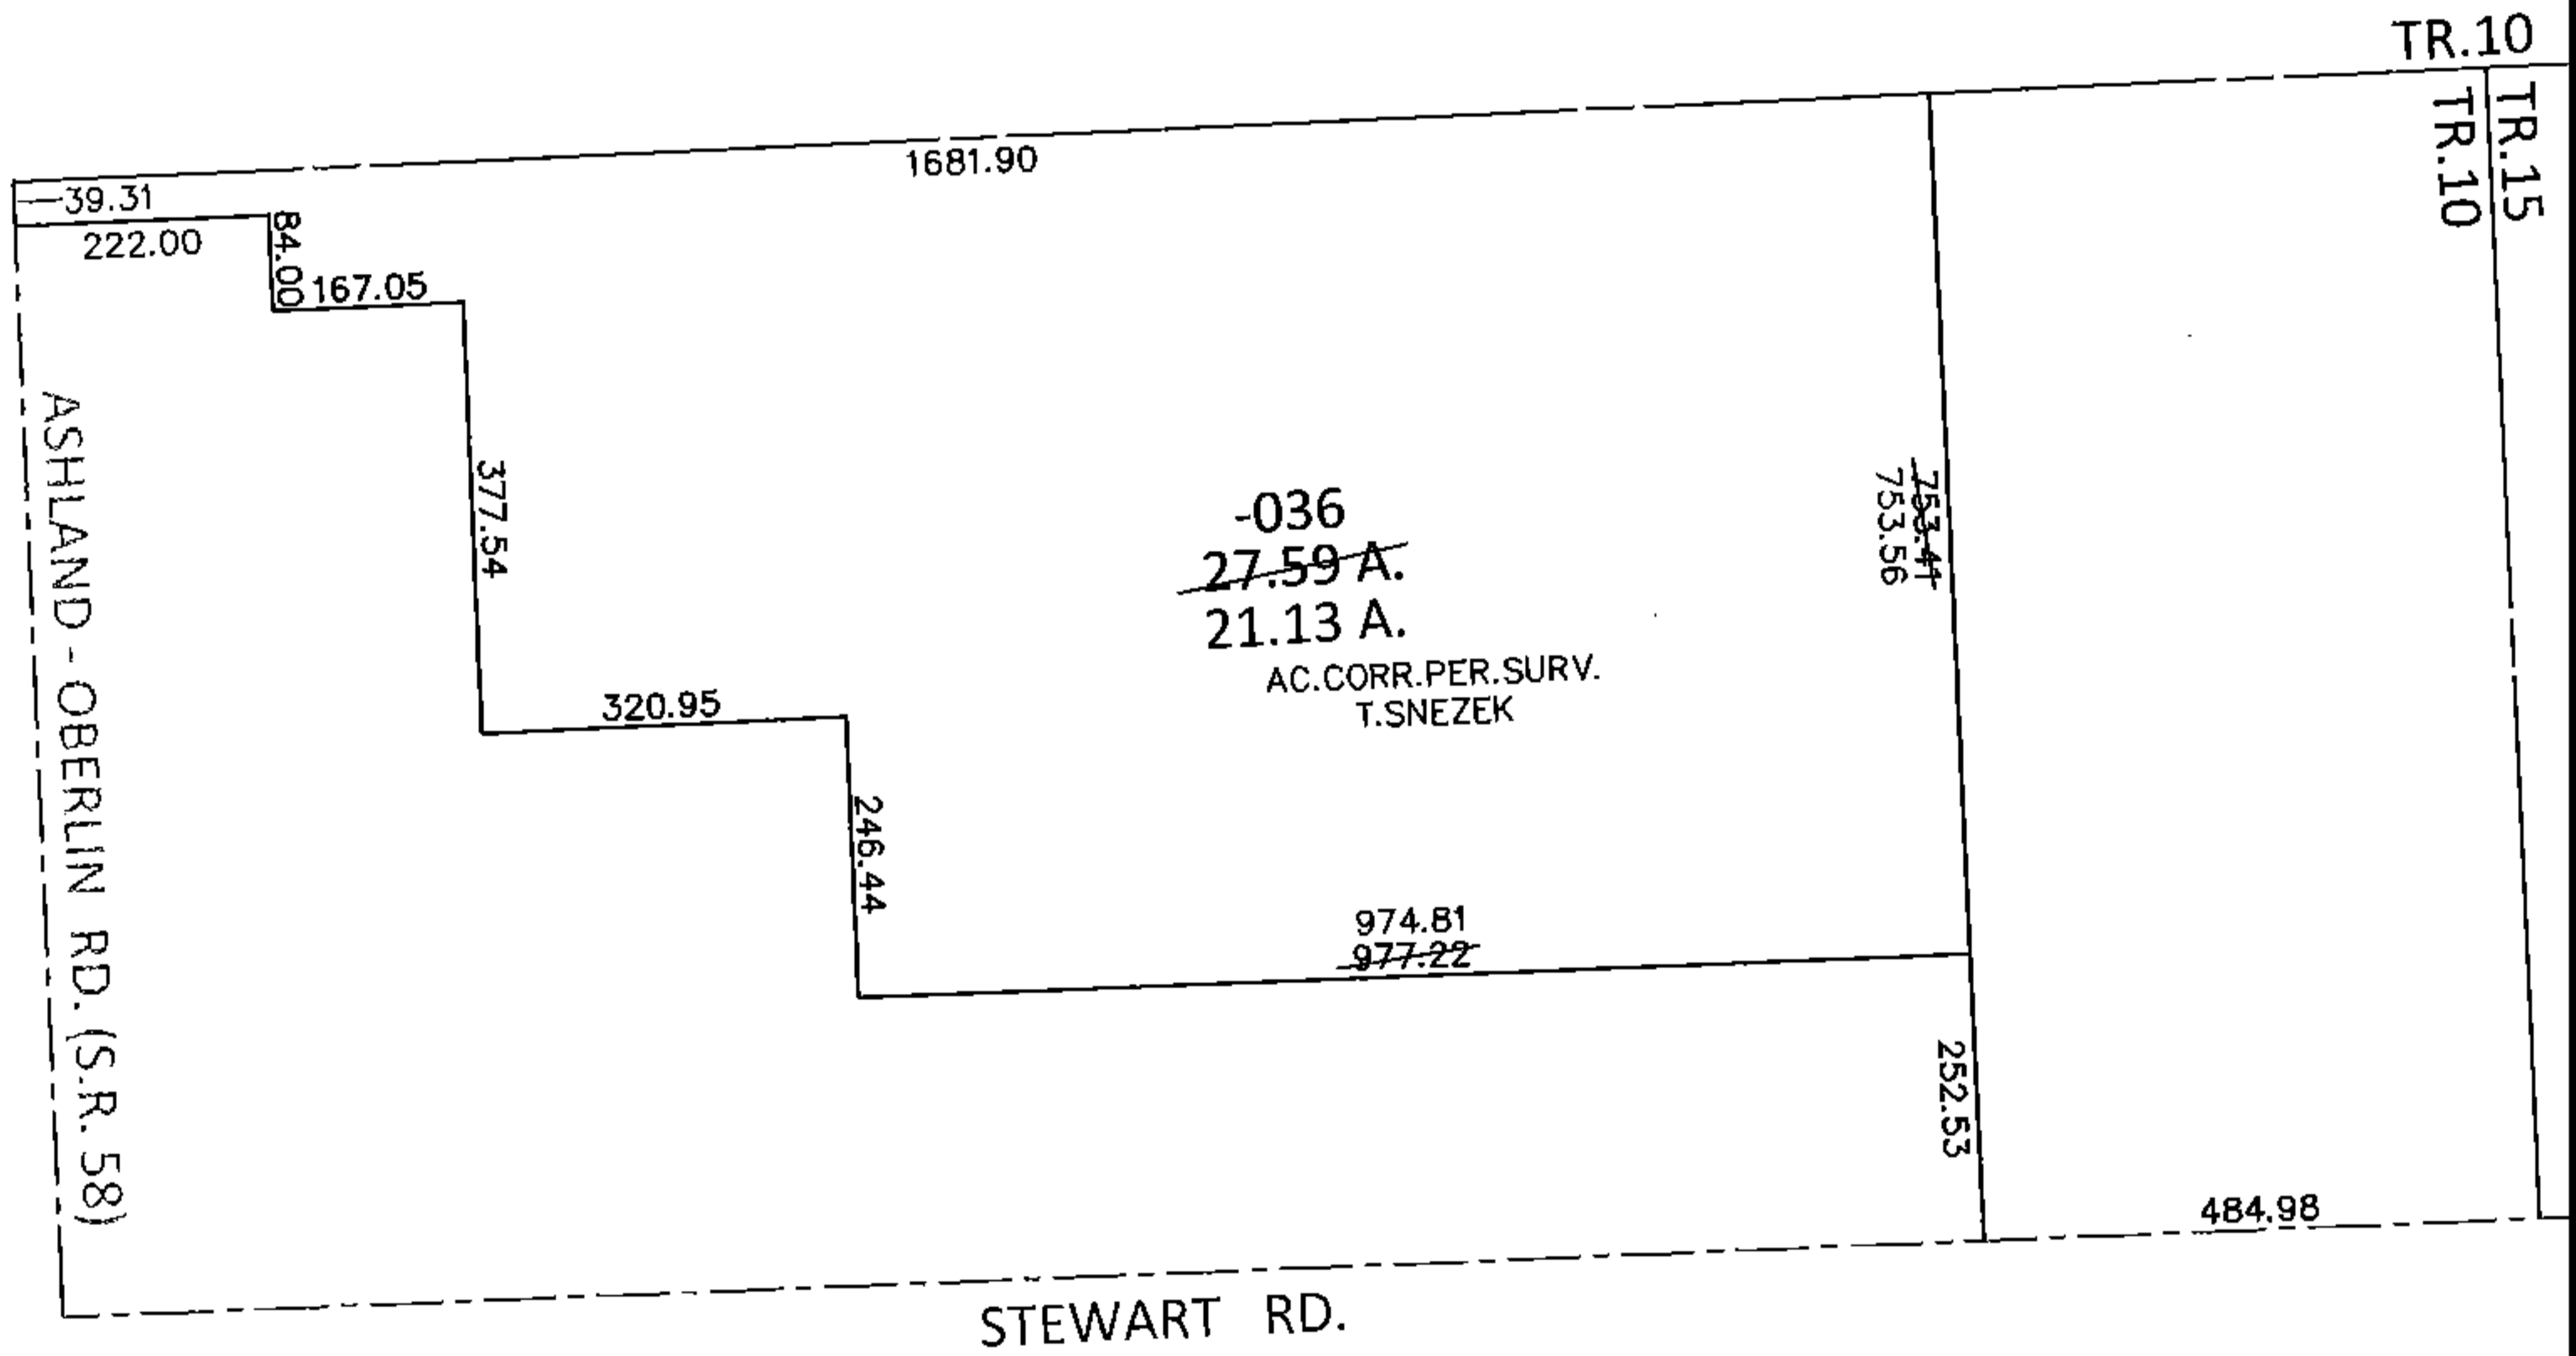 TR.10
TR.15
TR.10
1681.90
39.31
222.00
84.00
167.05
377.54
753.41
753.56
-036
27.59 A.
21.13 A.
AC.CORR.PER.SURV.
T.SNEZEK
320.95
246.44
974.81
977.22
252.53
484.98
ASHLAND - OBERLIN RD. (S.R. 58)
STEWART RD.